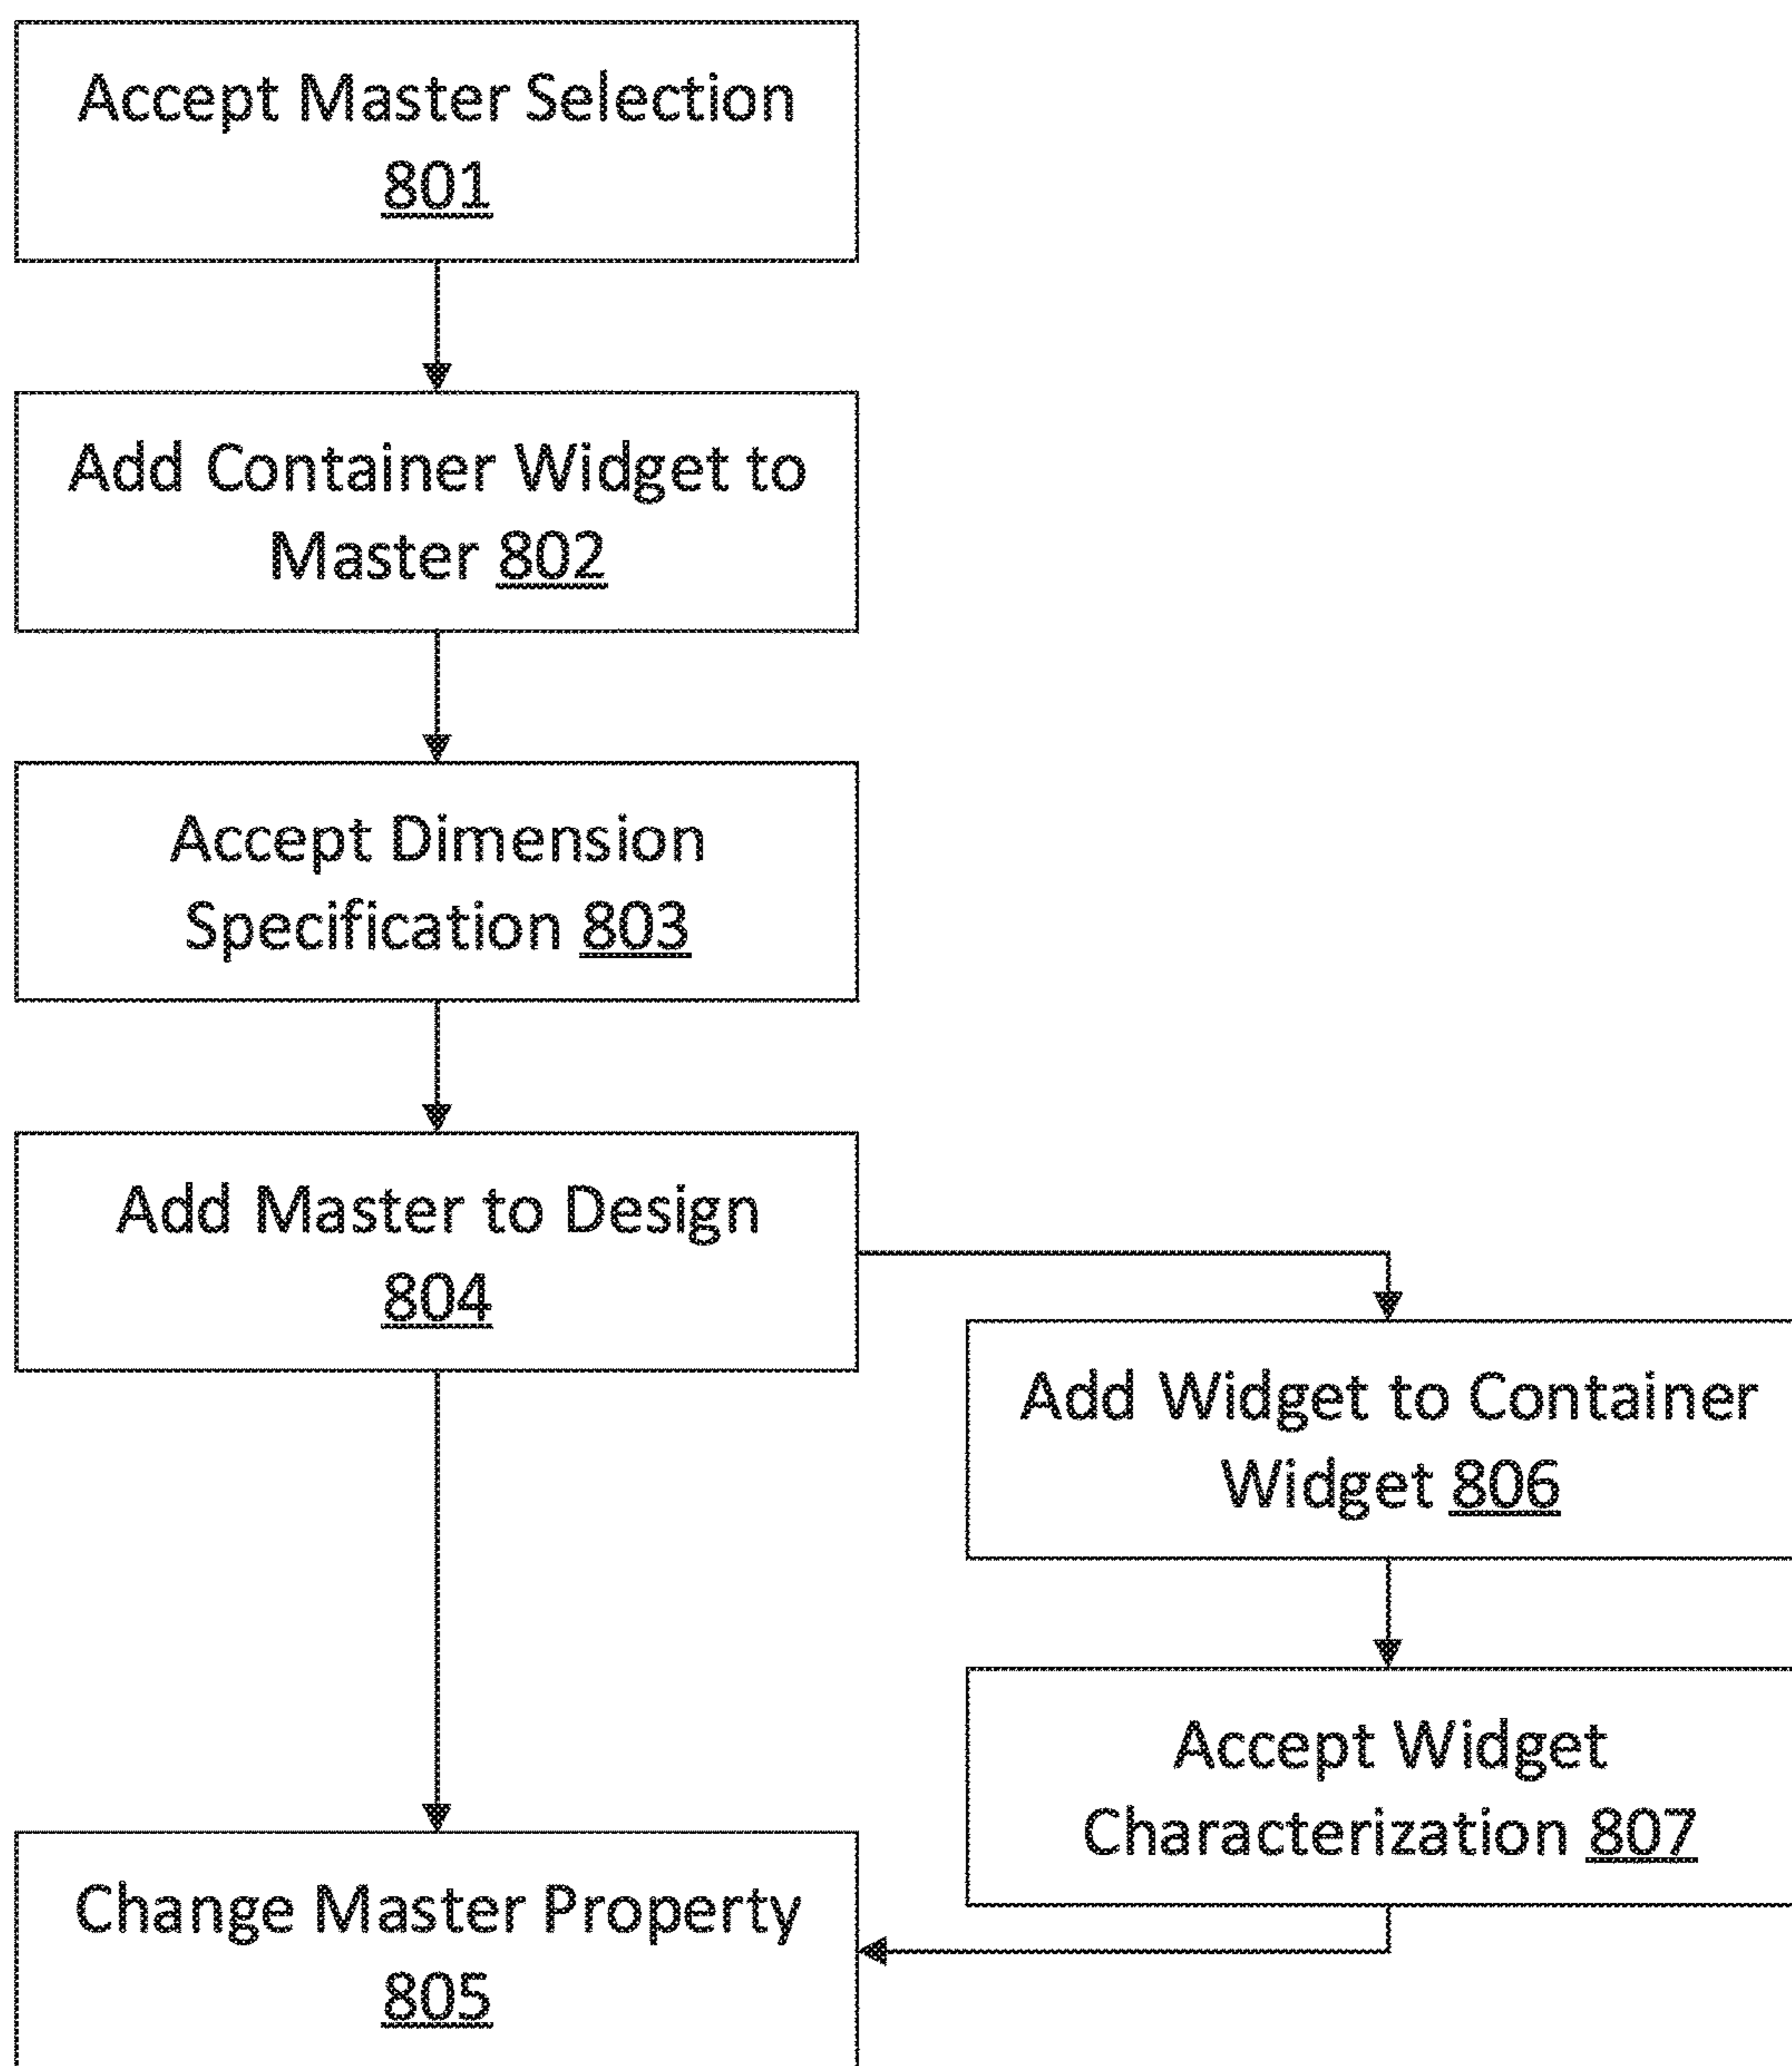 Accept Master Selection
801
Add Container Widget to
Master 802
Accept Dimension
Specification 803
Add Master to Design
804
Add Widget to Container
Widget 806
Accept Widget
Characterization 807
Change Master Property
805